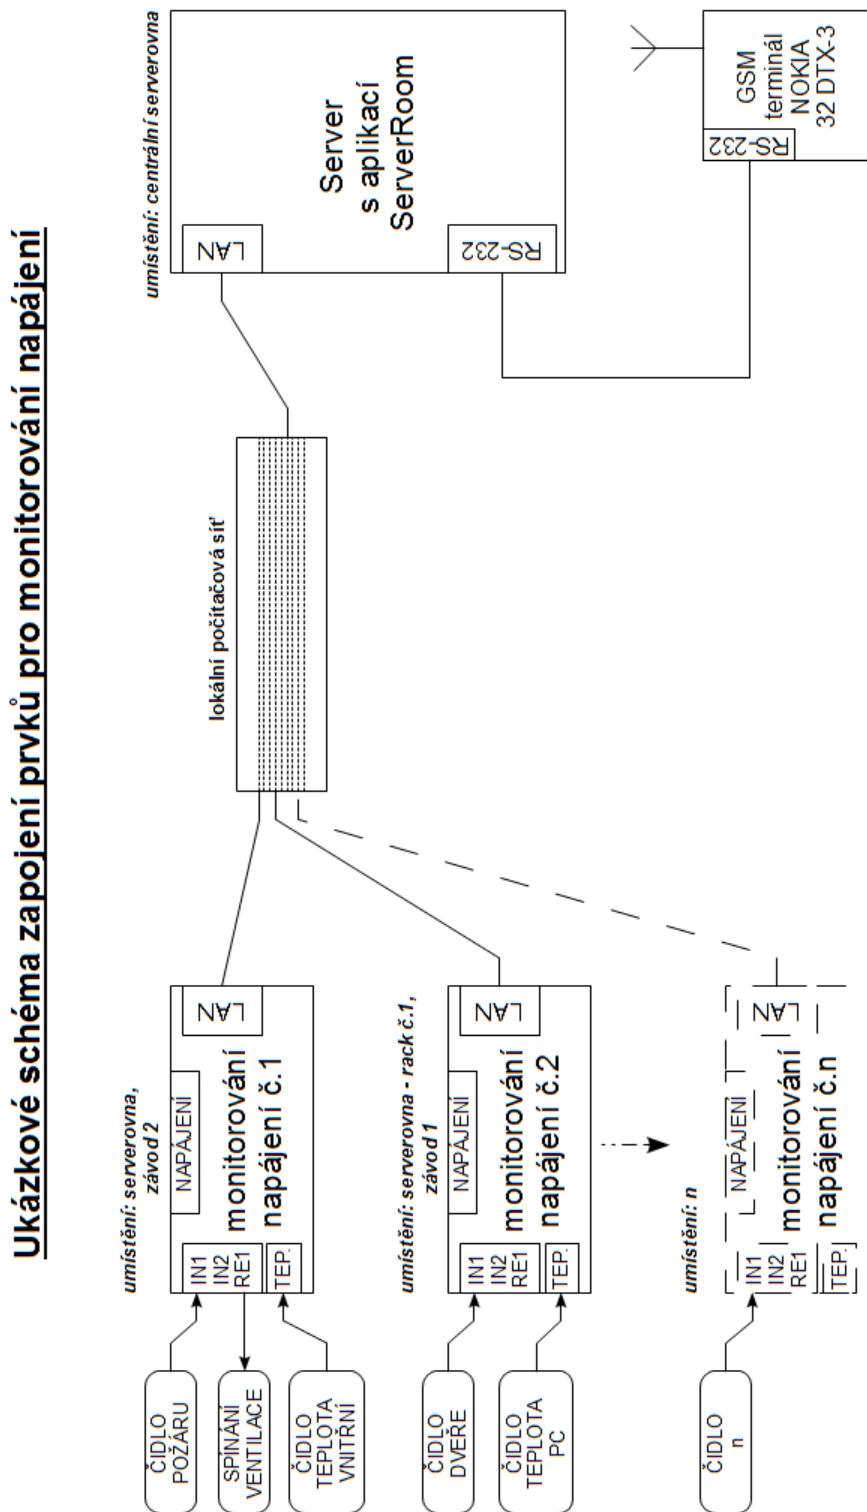 Ukázkové schéma zapojení prvků pro monitorování napájení
umístění: serverovna,
závod 2
NAPÁJENÍ
LAN
monitorování
napájení č.1
IN1
IN2
RE1
TEP.
ČIDLO
POŽÁRU
SPÍNÁNÍ
VENTILACE
ČIDLO
TEPLOTA
VNITŘNÍ
umístění: serverovna - rack č.1,
závod 1
NAPÁJENÍ
LAN
monitorování
napájení č.2
IN1
IN2
RE1
TEP.
ČIDLO
DVEŘE
ČIDLO
TEPLOTA
PC
umístění: n
NAPÁJENÍ
LAN
monitorování
napájení č.n
IN1
IN2
RE1
TEP.
ČIDLO
n
lokální počítačová síť
umístění: centrální serverovna
LAN
Server
s aplikací
ServerRoom
RS-232
RS-232
GSM
terminál
NOKIA
32 DTX-3